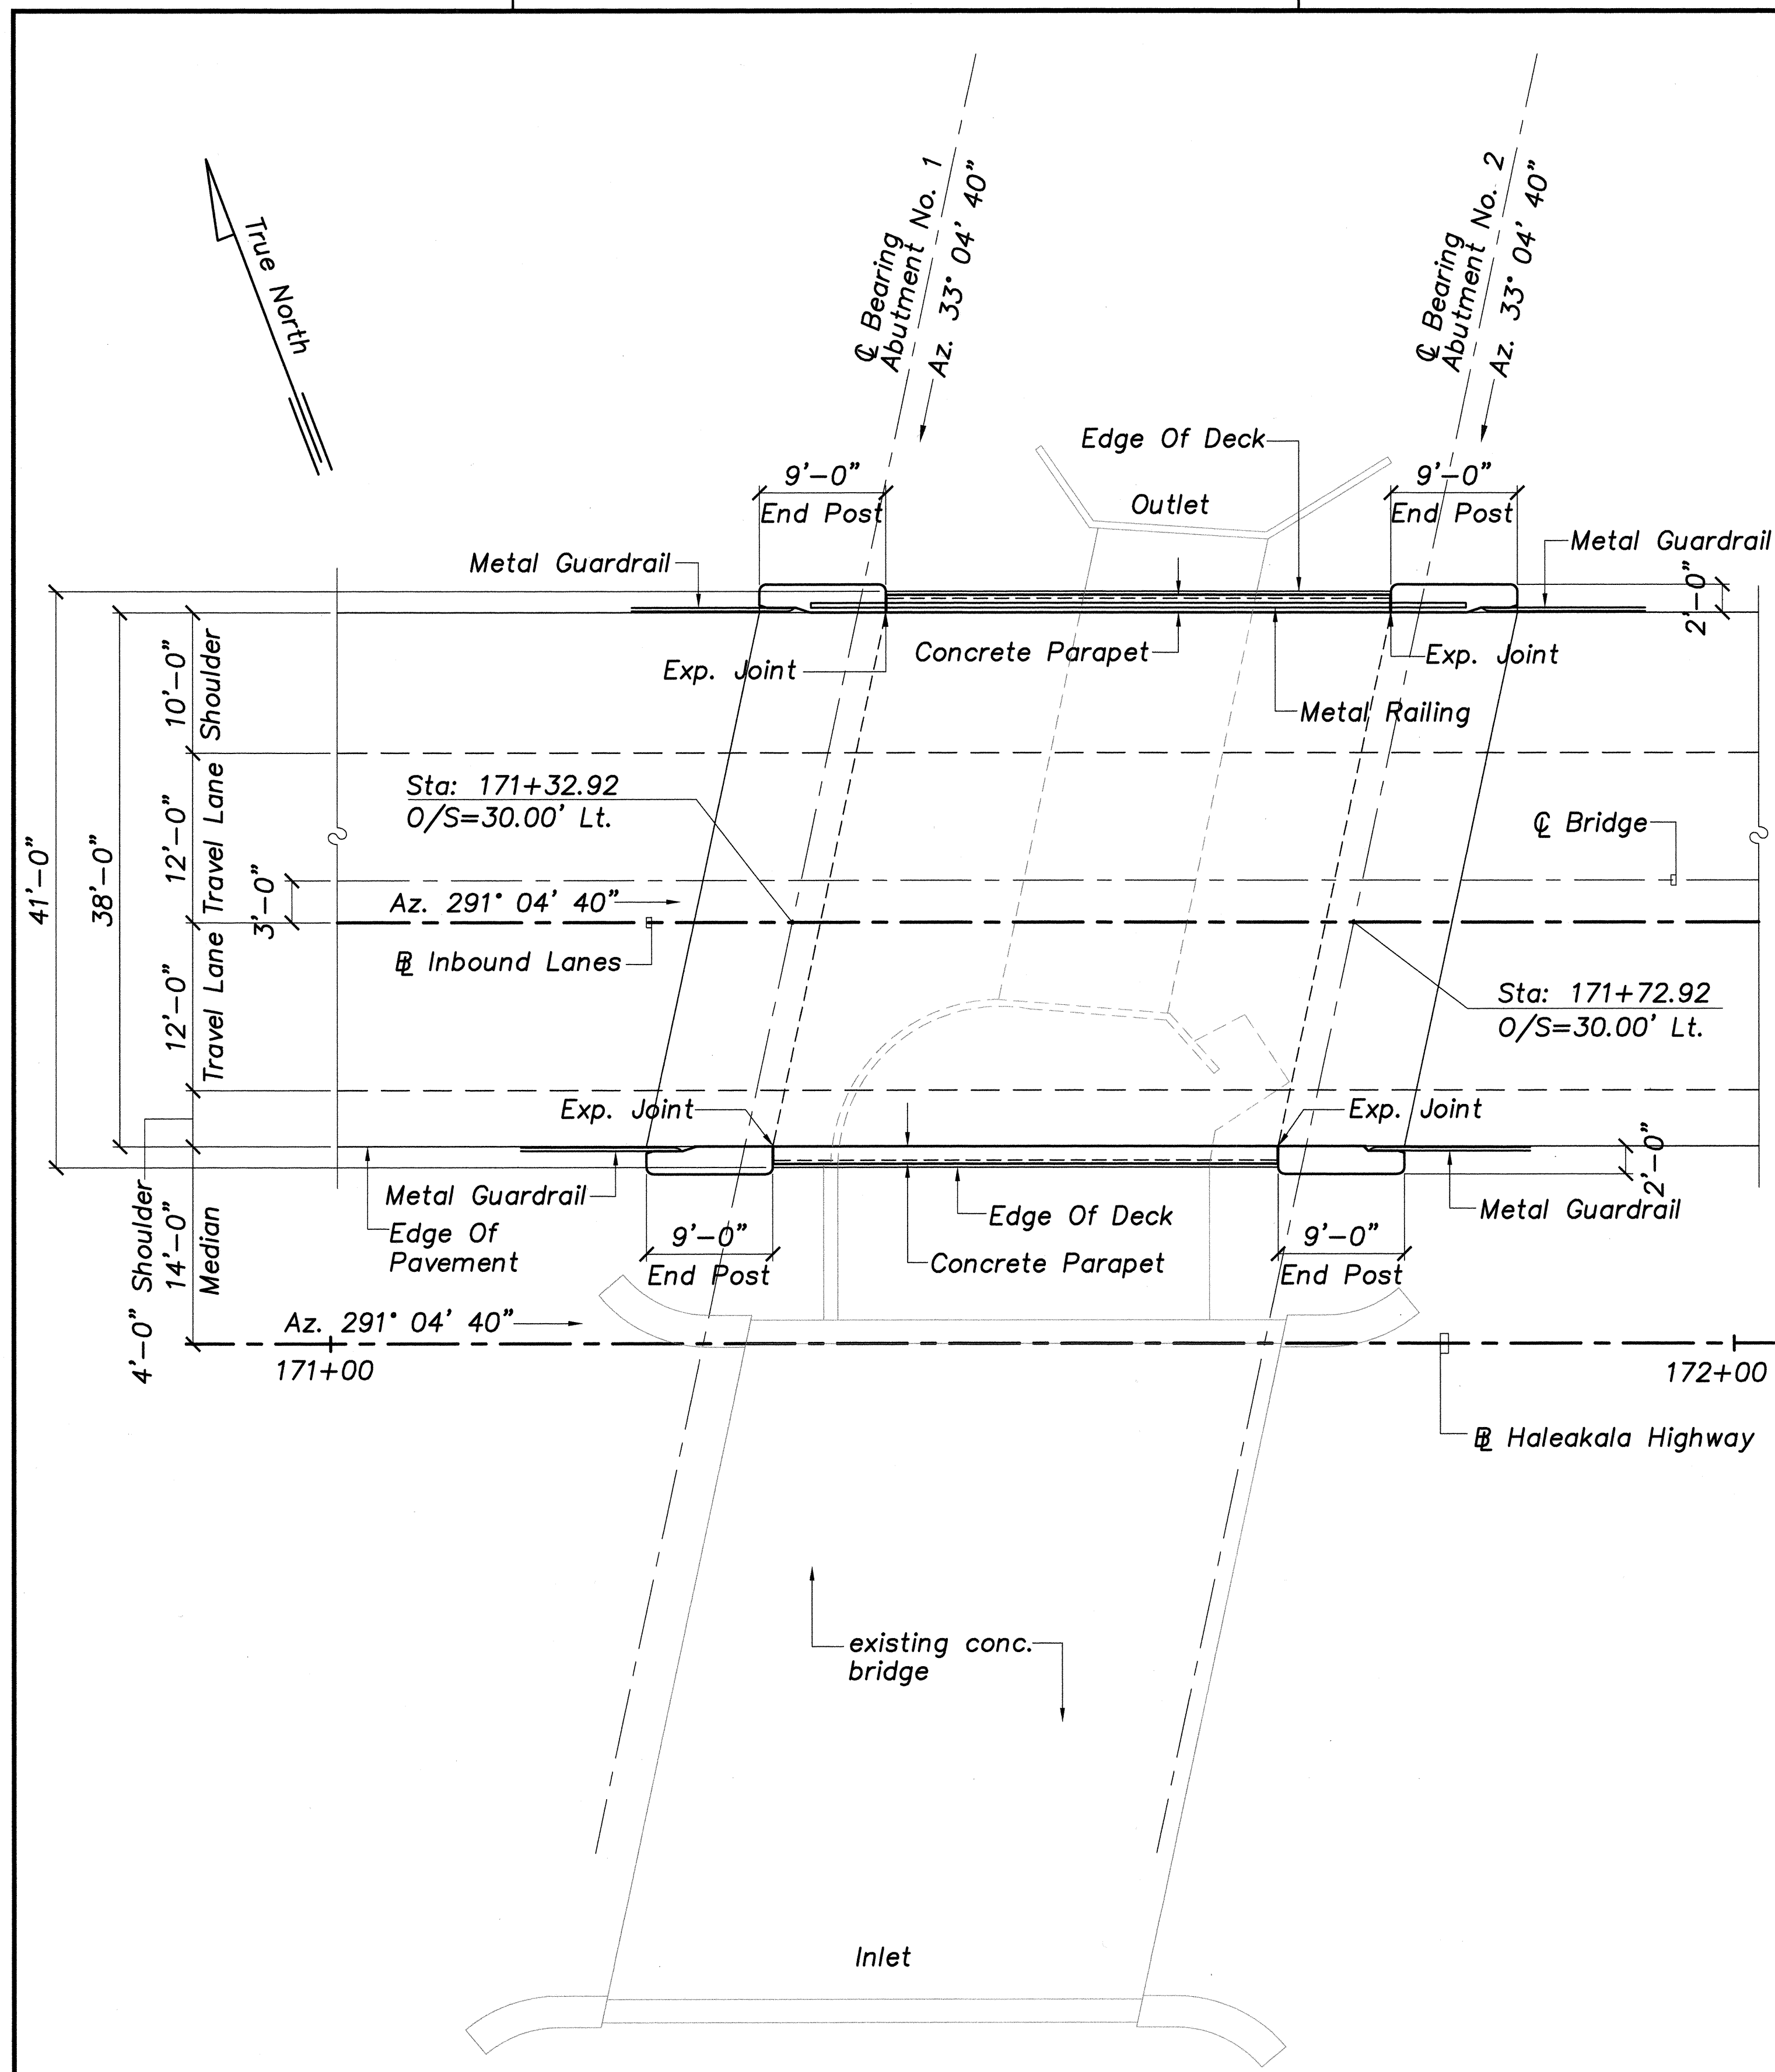 True North
℄ Bearing
Abutment No. 1
Az. 33° 04' 40"
℄ Bearing
Abutment No. 2
Az. 33° 04' 40"
Edge Of Deck
9'-0"
End Post
Outlet
9'-0"
End Post
Metal Guardrail
Metal Guardrail
2'-0"
Exp. Joint
Concrete Parapet
Exp. Joint
Metal Railing
41'-0"
38'-0"
10'-0"
Shoulder
12'-0"
Travel Lane
3'-0"
12'-0"
Travel Lane
Sta: 171+32.92
O/S=30.00' Lt.
℄ Bridge
Az. 291° 04' 40"
BL Inbound Lanes
Sta: 171+72.92
O/S=30.00' Lt.
Exp. Joint
Exp. Joint
2'-0"
Metal Guardrail
Edge Of
Pavement
9'-0"
End Post
Edge Of Deck
Concrete Parapet
9'-0"
End Post
Metal Guardrail
4'-0" Shoulder
14'-0"
Median
Az. 291° 04' 40"
171+00
172+00
BL Haleakala Highway
existing conc.
bridge
Inlet